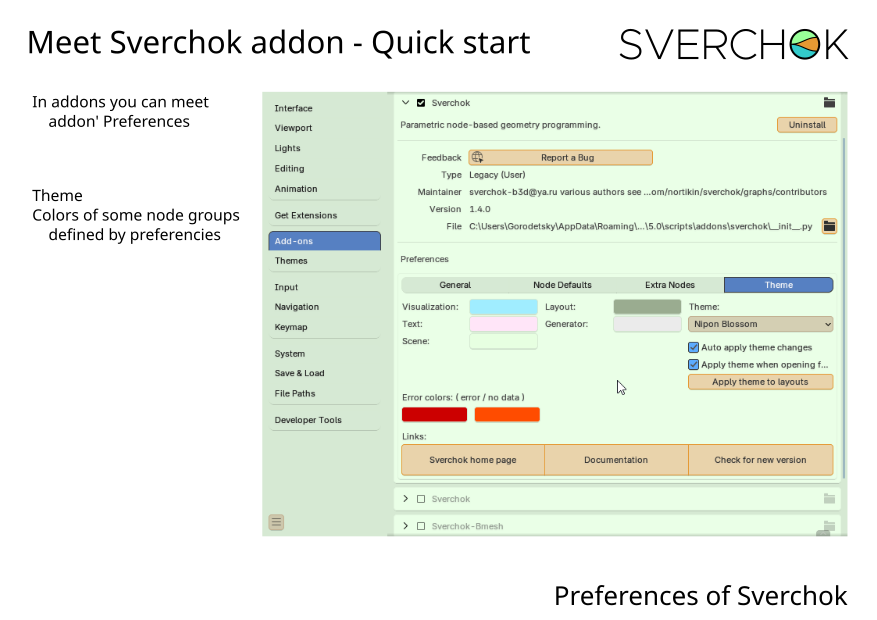 Meet Sverchok addon - Quick start
SVERCHOK
In addons you can meet
addon' Preferences
Theme
Colors of some node groups
defined by preferencies
Interface
Viewport
Lights
Editing
Animation
Get Extensions
Add-ons
Themes
Input
Navigation
Keymap
System
Save & Load
File Paths
Developer Tools
Sverchok
Parametric node-based geometry programming.
Uninstall
Feedback
Report a Bug
Type Legacy (User)
Maintainer sverchok-b3d@ya.ru various authors see ...om/nortikin/sverchok/graphs/contributors
Version 1.4.0
File C:\Users\Gorodetsky\AppData\Roaming\...\5.0\scripts\addons\sverchok\__init__.py
Preferences
General Node Defaults Extra Nodes Theme
Visualization: Layout: Theme:
Text: Generator: Nipon Blossom
Scene:
Auto apply theme changes
Apply theme when opening f...
Apply theme to layouts
Error colors: ( error / no data )
Links:
Sverchok home page Documentation Check for new version
Sverchok
Sverchok-Bmesh
Preferences of Sverchok